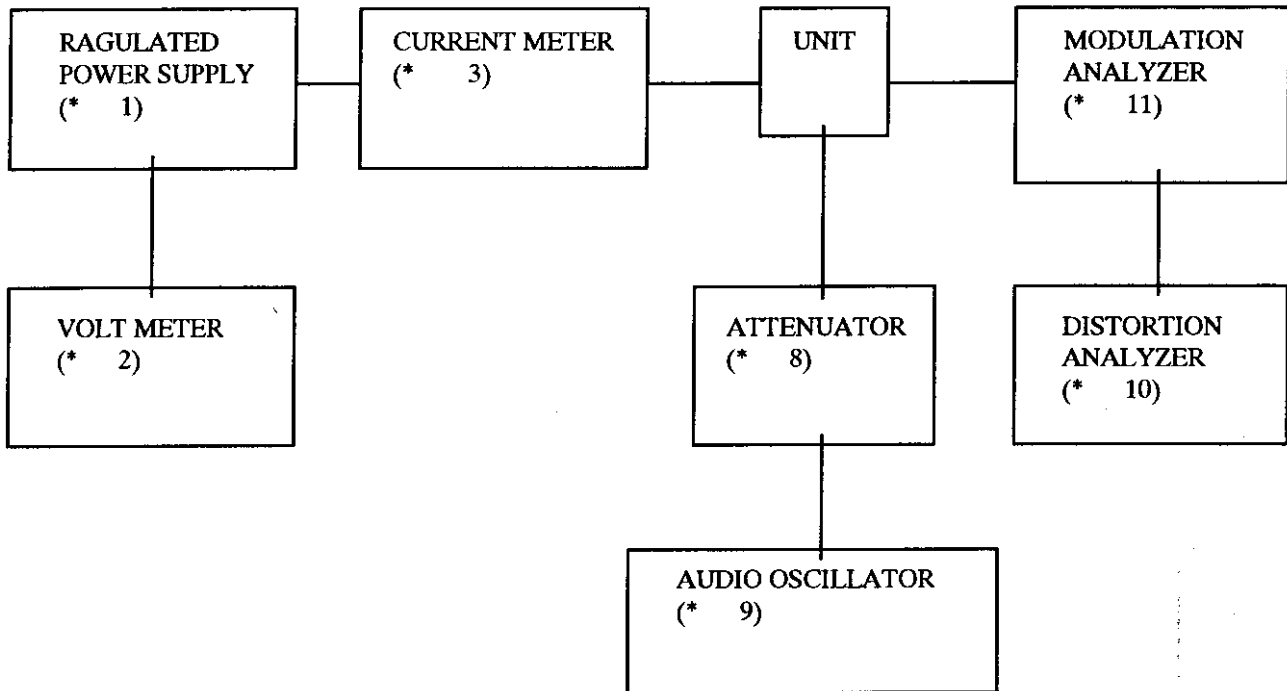 RAGULATED
POWER SUPPLY
(* 1)
CURRENT METER
(* 3)
UNIT
MODULATION
ANALYZER
(* 11)
VOLT METER
(* 2)
ATTENUATOR
(* 8)
DISTORTION
ANALYZER
(* 10)
AUDIO OSCILLATOR
(* 9)